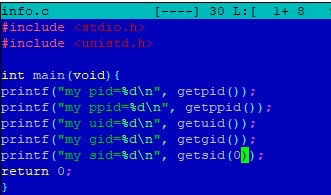 info.c [----] 30 L:[ 1+ 8
#include <stdio.h>
#include <unistd.h>
int main(void){
printf("my pid=%d\n", getpid());
printf("my ppid=%d\n", getppid());
printf("my uid=%d\n", getuid());
printf("my gid=%d\n", getgid());
printf("my sid=%d\n", getsid(0));
return 0;
}